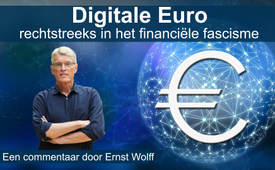 Digitale Euro
rechtstreeks in het financiële fascisme
€
Een commentaar door Ernst Wolff